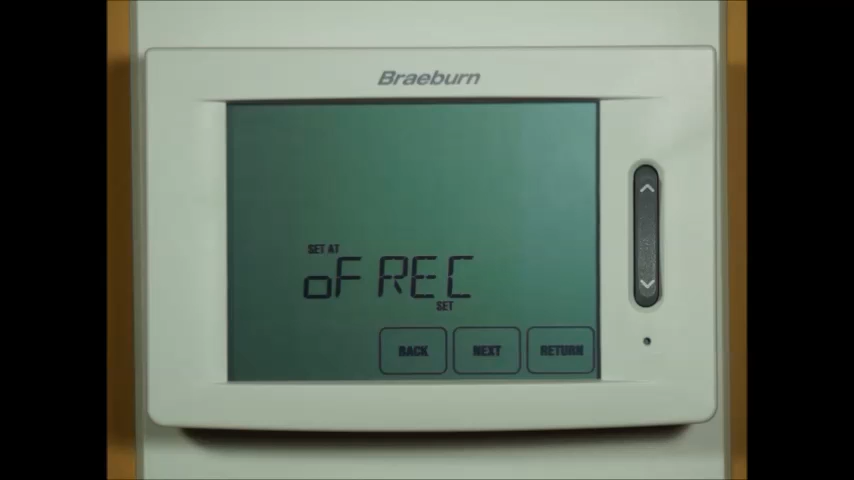 Braeburn
SET AT
oF REC
SET
BACK NEXT RETURN